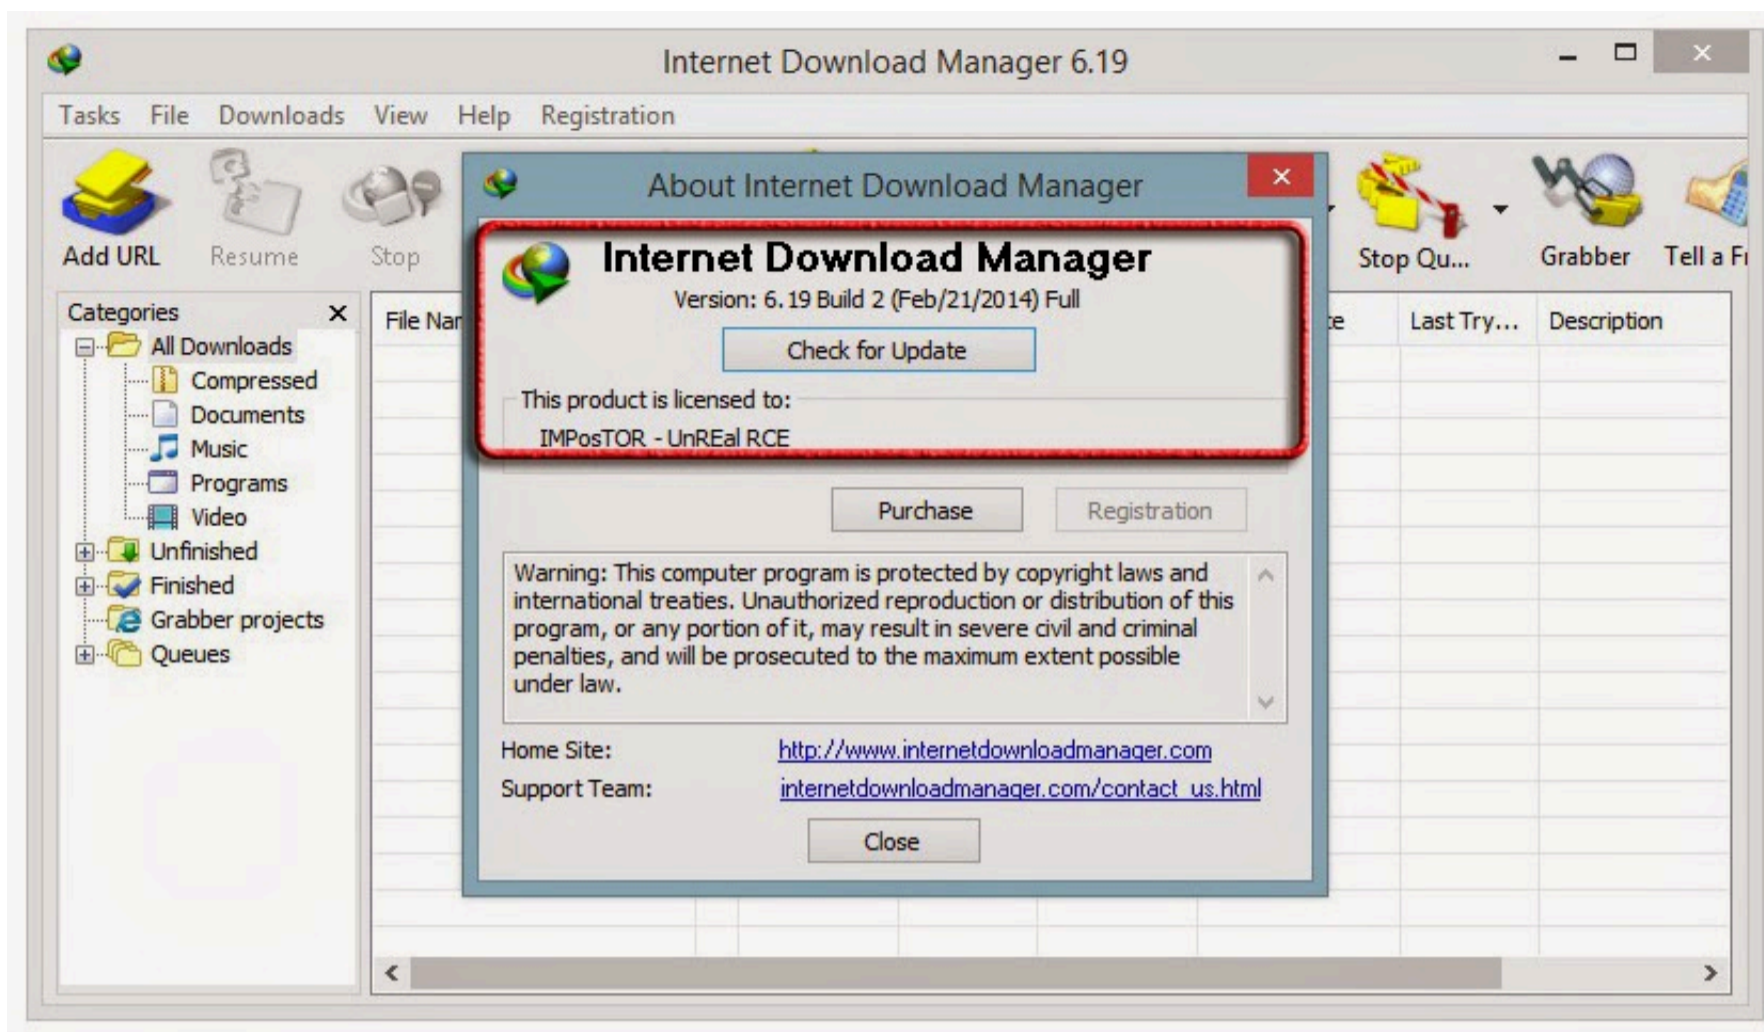 Internet Download Manager 6.19
Tasks File Downloads View Help Registration
Add URL Resume Stop Stop Qu... Grabber Tell a Fr
About Internet Download Manager
Internet Download Manager
Version: 6.19 Build 2 (Feb/21/2014) Full
Check for Update
This product is licensed to:
IMPosTOR - UnREal RCE
Purchase Registration
Warning: This computer program is protected by copyright laws and
international treaties. Unauthorized reproduction or distribution of this
program, or any portion of it, may result in severe civil and criminal
penalties, and will be prosecuted to the maximum extent possible
under law.
Home Site: http://www.internetdownloadmanager.com
Support Team: internetdownloadmanager.com/contact_us.html
Close
Categories
All Downloads
Compressed
Documents
Music
Programs
Video
Unfinished
Finished
Grabber projects
Queues
File Nar Last Try... Description